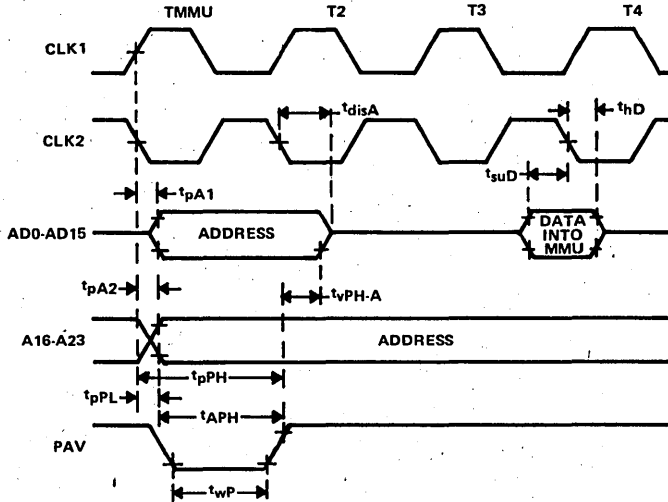 TMMU T2 T3 T4
CLK1
CLK2
tdisA
thD
tsuD
tpA1
AD0-AD15
ADDRESS
DATA
INTO
MMU
tpA2
tvPH-A
A16-A23
ADDRESS
tpPH
tpPL
tAPH
PAV
twP